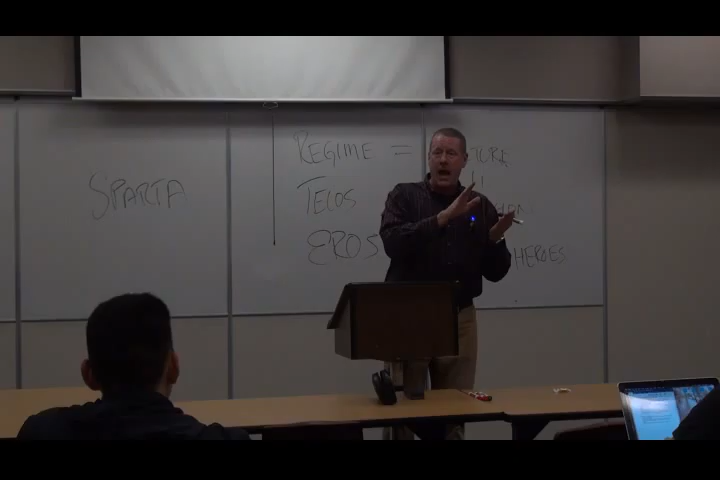 SPARTA
REGIME =
TELOS
EROS
HEROES